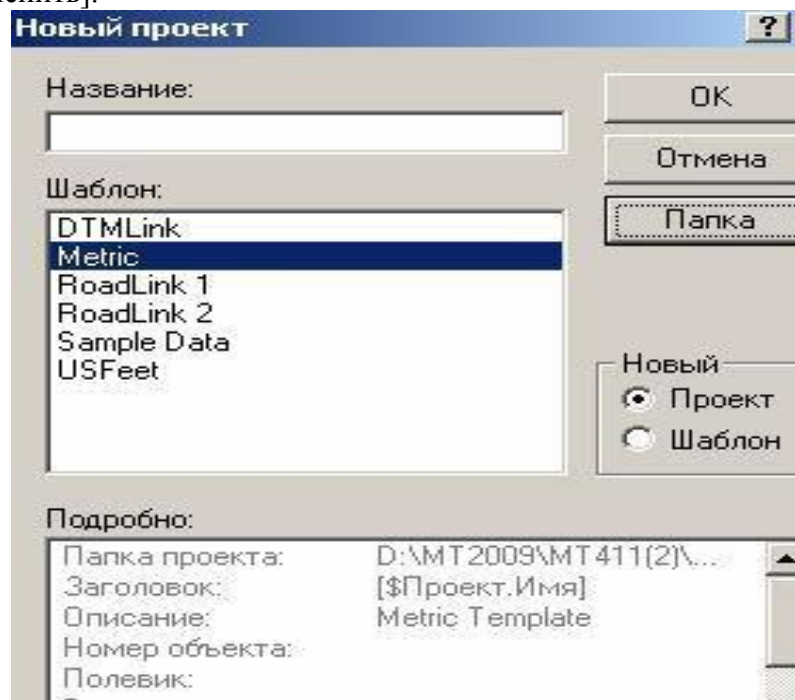 Новый проект
?
Название:
OK
Отмена
Шаблон:
Папка
DTMLink
Metric
RoadLink 1
RoadLink 2
Sample Data
USFeet
Новый
Проект
Шаблон
Подробно:
Папка проекта: D:\MT2009\MT411(2)\...
Заголовок: [$Проект.Имя]
Описание: Metric Template
Номер объекта:
Полевик: